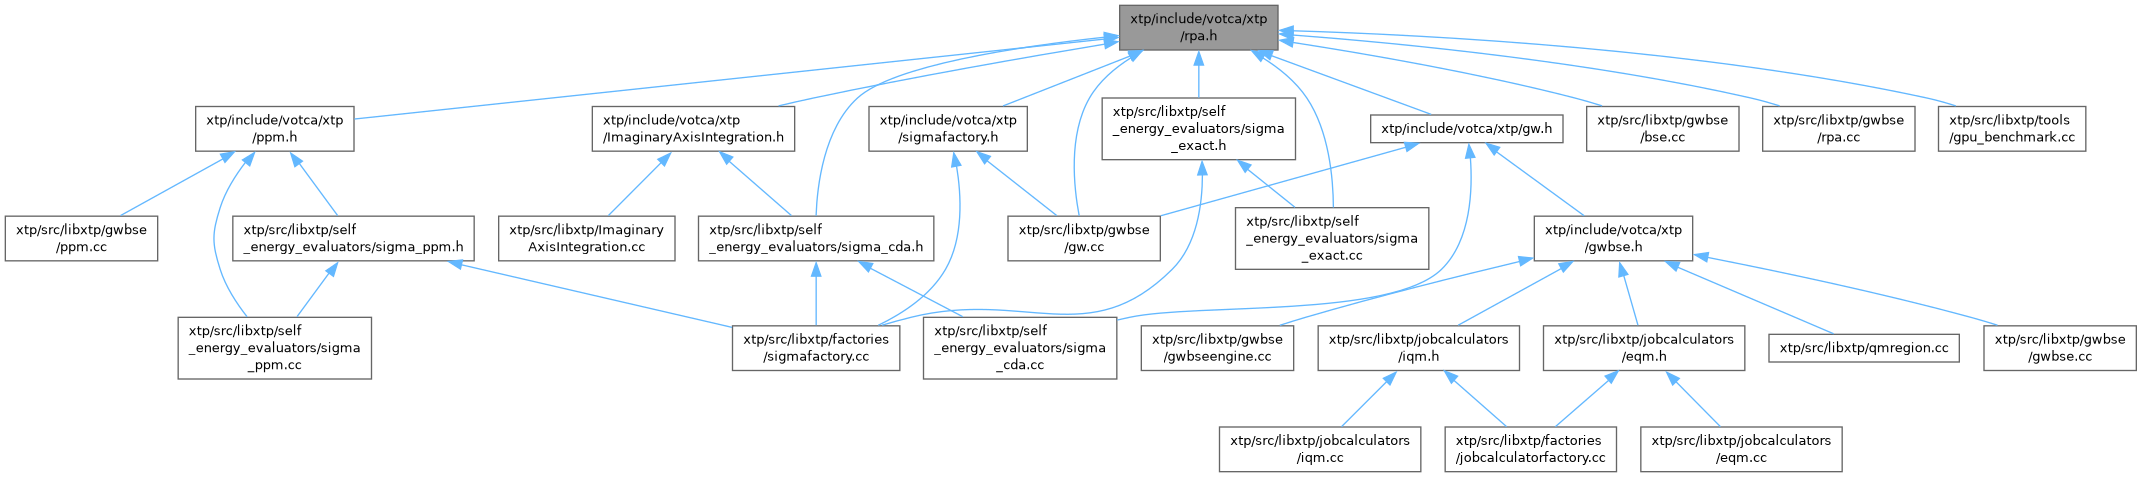 xtp/include/votca/xtp
/rpa.h
xtp/include/votca/xtp
/ppm.h
xtp/include/votca/xtp
/ImaginaryAxisIntegration.h
xtp/include/votca/xtp
/sigmafactory.h
xtp/src/libxtp/self
_energy_evaluators/sigma
_exact.h
xtp/include/votca/xtp/gw.h
xtp/src/libxtp/gwbse
/bse.cc
xtp/src/libxtp/gwbse
/rpa.cc
xtp/src/libxtp/tools
/gpu_benchmark.cc
xtp/src/libxtp/gwbse
/ppm.cc
xtp/src/libxtp/self
_energy_evaluators/sigma_ppm.h
xtp/src/libxtp/Imaginary
AxisIntegration.cc
xtp/src/libxtp/self
_energy_evaluators/sigma_cda.h
xtp/src/libxtp/gwbse
/gw.cc
xtp/src/libxtp/self
_energy_evaluators/sigma
_exact.cc
xtp/include/votca/xtp
/gwbse.h
xtp/src/libxtp/self
_energy_evaluators/sigma
_ppm.cc
xtp/src/libxtp/factories
/sigmafactory.cc
xtp/src/libxtp/self
_energy_evaluators/sigma
_cda.cc
xtp/src/libxtp/gwbse
/gwbseengine.cc
xtp/src/libxtp/jobcalculators
/iqm.h
xtp/src/libxtp/jobcalculators
/eqm.h
xtp/src/libxtp/qmregion.cc
xtp/src/libxtp/gwbse
/gwbse.cc
xtp/src/libxtp/jobcalculators
/iqm.cc
xtp/src/libxtp/factories
/jobcalculatorfactory.cc
xtp/src/libxtp/jobcalculators
/eqm.cc